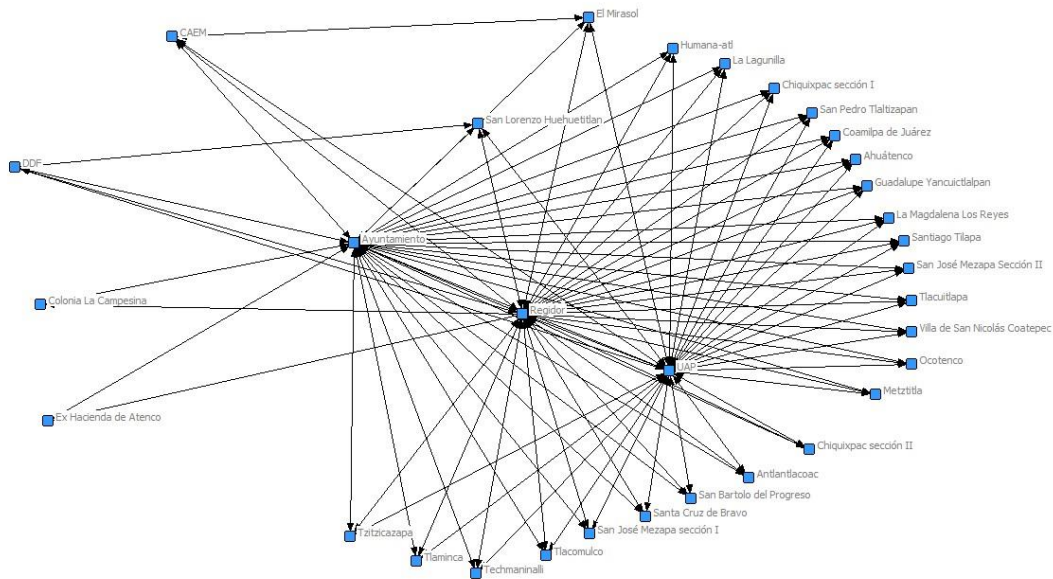 El Mirasol
CAEM
Humana-atl
La Lagunilla
Chiquixpac sección I
San Pedro Tlaltizapan
San Lorenzo Huehuetitlan
Coamilpa de Juárez
Ahuátenco
DDF
Guadalupe Yancuictlalpan
La Magdalena Los Reyes
Ayuntamiento
Santiago Tilapa
San José Mezapa Sección II
Colonia La Campesina
Tlacuitlapa
Regidor
Villa de San Nicolás Coatepec
Ocotenco
UAP
Metztitla
Ex Hacienda de Atenco
Chiquixpac sección II
Antlantlacoac
San Bartolo del Progreso
Santa Cruz de Bravo
San José Mezapa sección I
Tzitzicazapa
Tlacomulco
Tlaminca
Techmaninalli